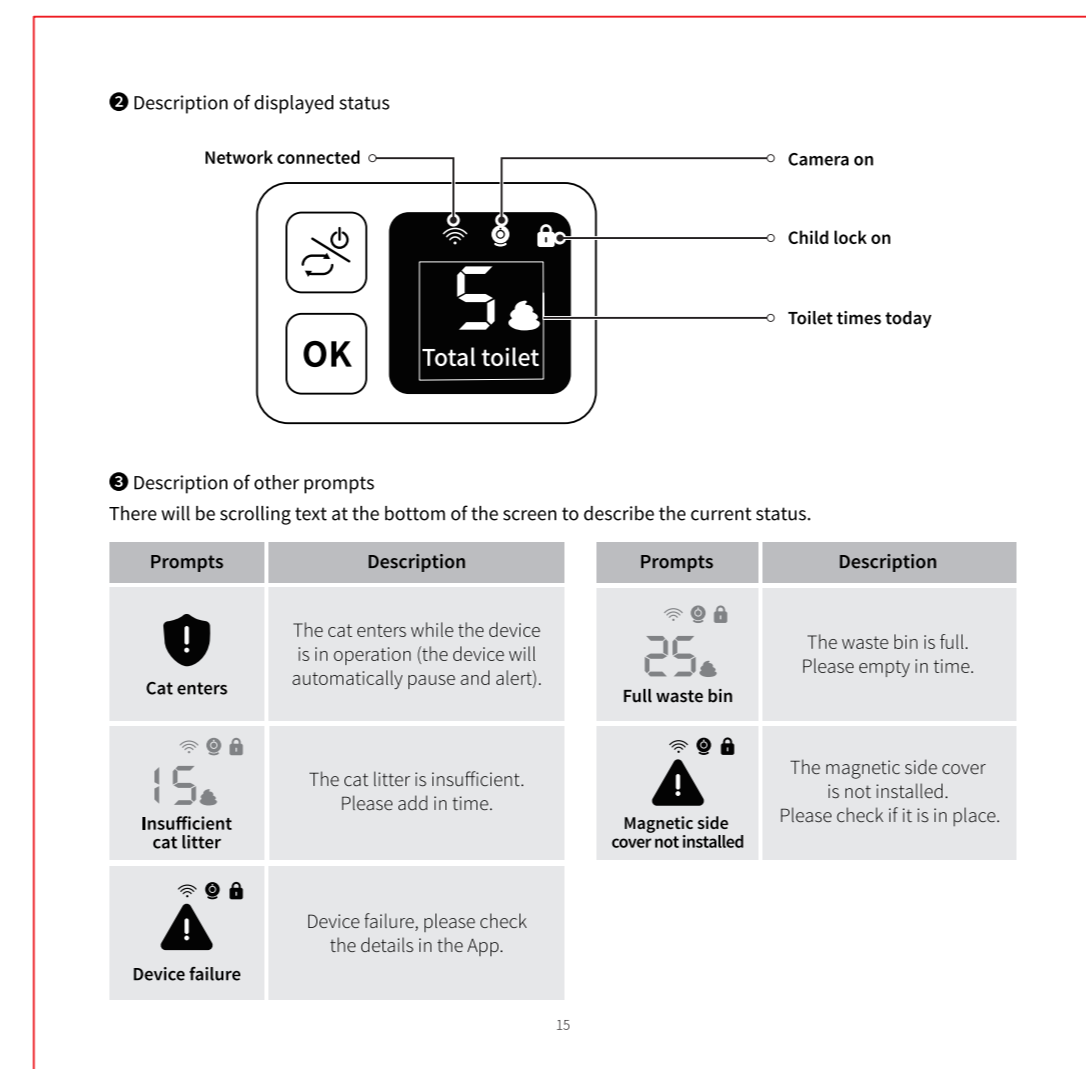 ❷ Description of displayed status
Network connected
Camera on
Child lock on
5
Toilet times today
OK
Total toilet
❸ Description of other prompts
There will be scrolling text at the bottom of the screen to describe the current status.
Prompts
Description
Cat enters
The cat enters while the device
is in operation (the device will
automatically pause and alert).
15
Insufficient
cat litter
The cat litter is insufficient.
Please add in time.
Device failure
Device failure, please check
the details in the App.
Prompts
Description
25
Full waste bin
The waste bin is full.
Please empty in time.
Magnetic side
cover not installed
The magnetic side cover
is not installed.
Please check if it is in place.
15